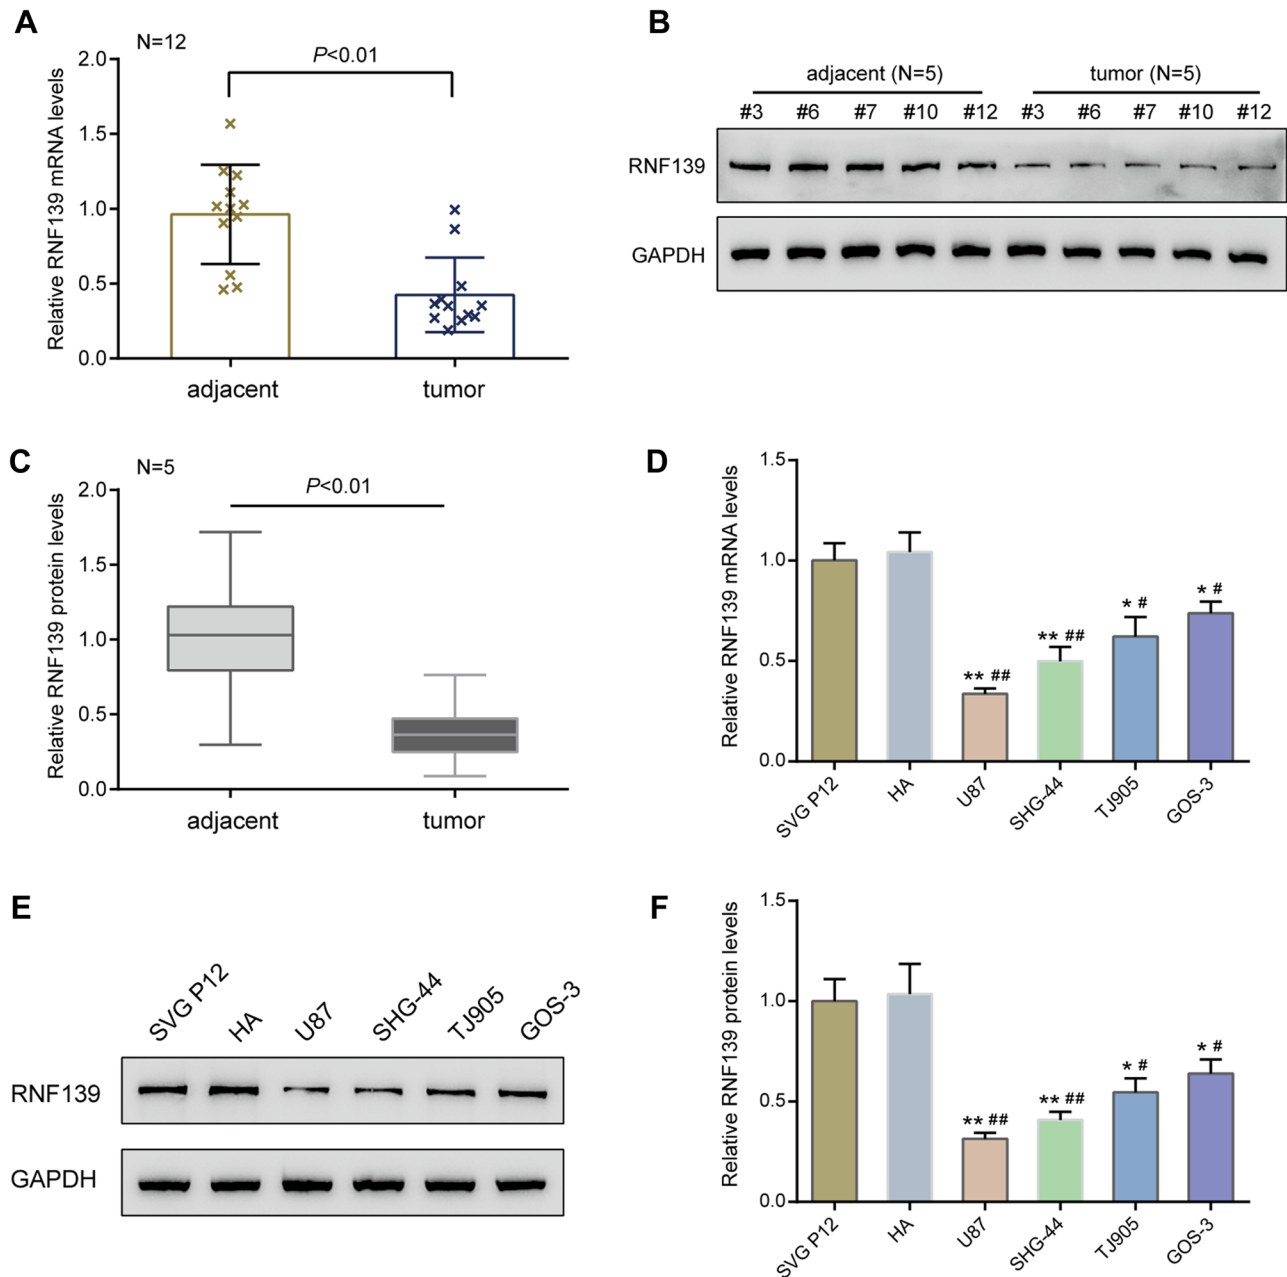 A
N=12
P<0.01
Relative RNF139 mRNA levels
2.0
1.5
1.0
0.5
0.0
adjacent tumor
B
adjacent (N=5) tumor (N=5)
#3 #6 #7 #10 #12 #3 #6 #7 #10 #12
RNF139
GAPDH
C
N=5
P<0.01
Relative RNF139 protein levels
2.0
1.5
1.0
0.5
0.0
adjacent tumor
D
Relative RNF139 mRNA levels
1.5
1.0
0.5
0.0
** ##
** ##
* #
* #
SVG P12 HA U87 SHG-44 TJ905 GOS-3
E
SVG P12 HA U87 SHG-44 TJ905 GOS-3
RNF139
GAPDH
F
Relative RNF139 protein levels
1.5
1.0
0.5
0.0
** ##
** ##
* #
* #
SVG P12 HA U87 SHG-44 TJ905 GOS-3